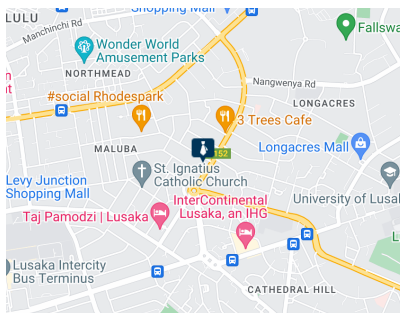 LULU
Shopping Mall
Manchinchi Rd
Fallswa
Wonder World
Amusement Parks
NORTHMEAD
Nangwenya Rd
#social Rhodespark
LONGACRES
3 Trees Cafe
MALUBA
152
Longacres Mall
St. Ignatius
Catholic Church
Levy Junction
Shopping Mall
University of Lusa
InterContinental
Lusaka, an IHG
Taj Pamodzi | Lusaka
Lusaka Intercity
Bus Terminus
CATHEDRAL HILL